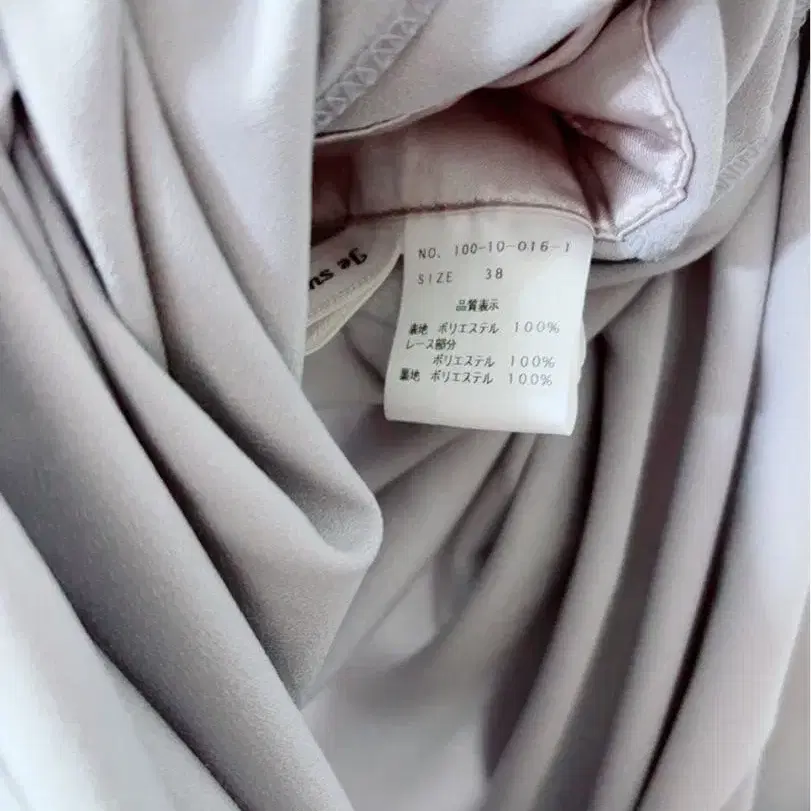 NO. 100-10-016-1
SIZE 38
品質表示
表地 ポリエステル 100%
レース部分
ポリエステル 100%
裏地 ポリエステル 100%
Je su